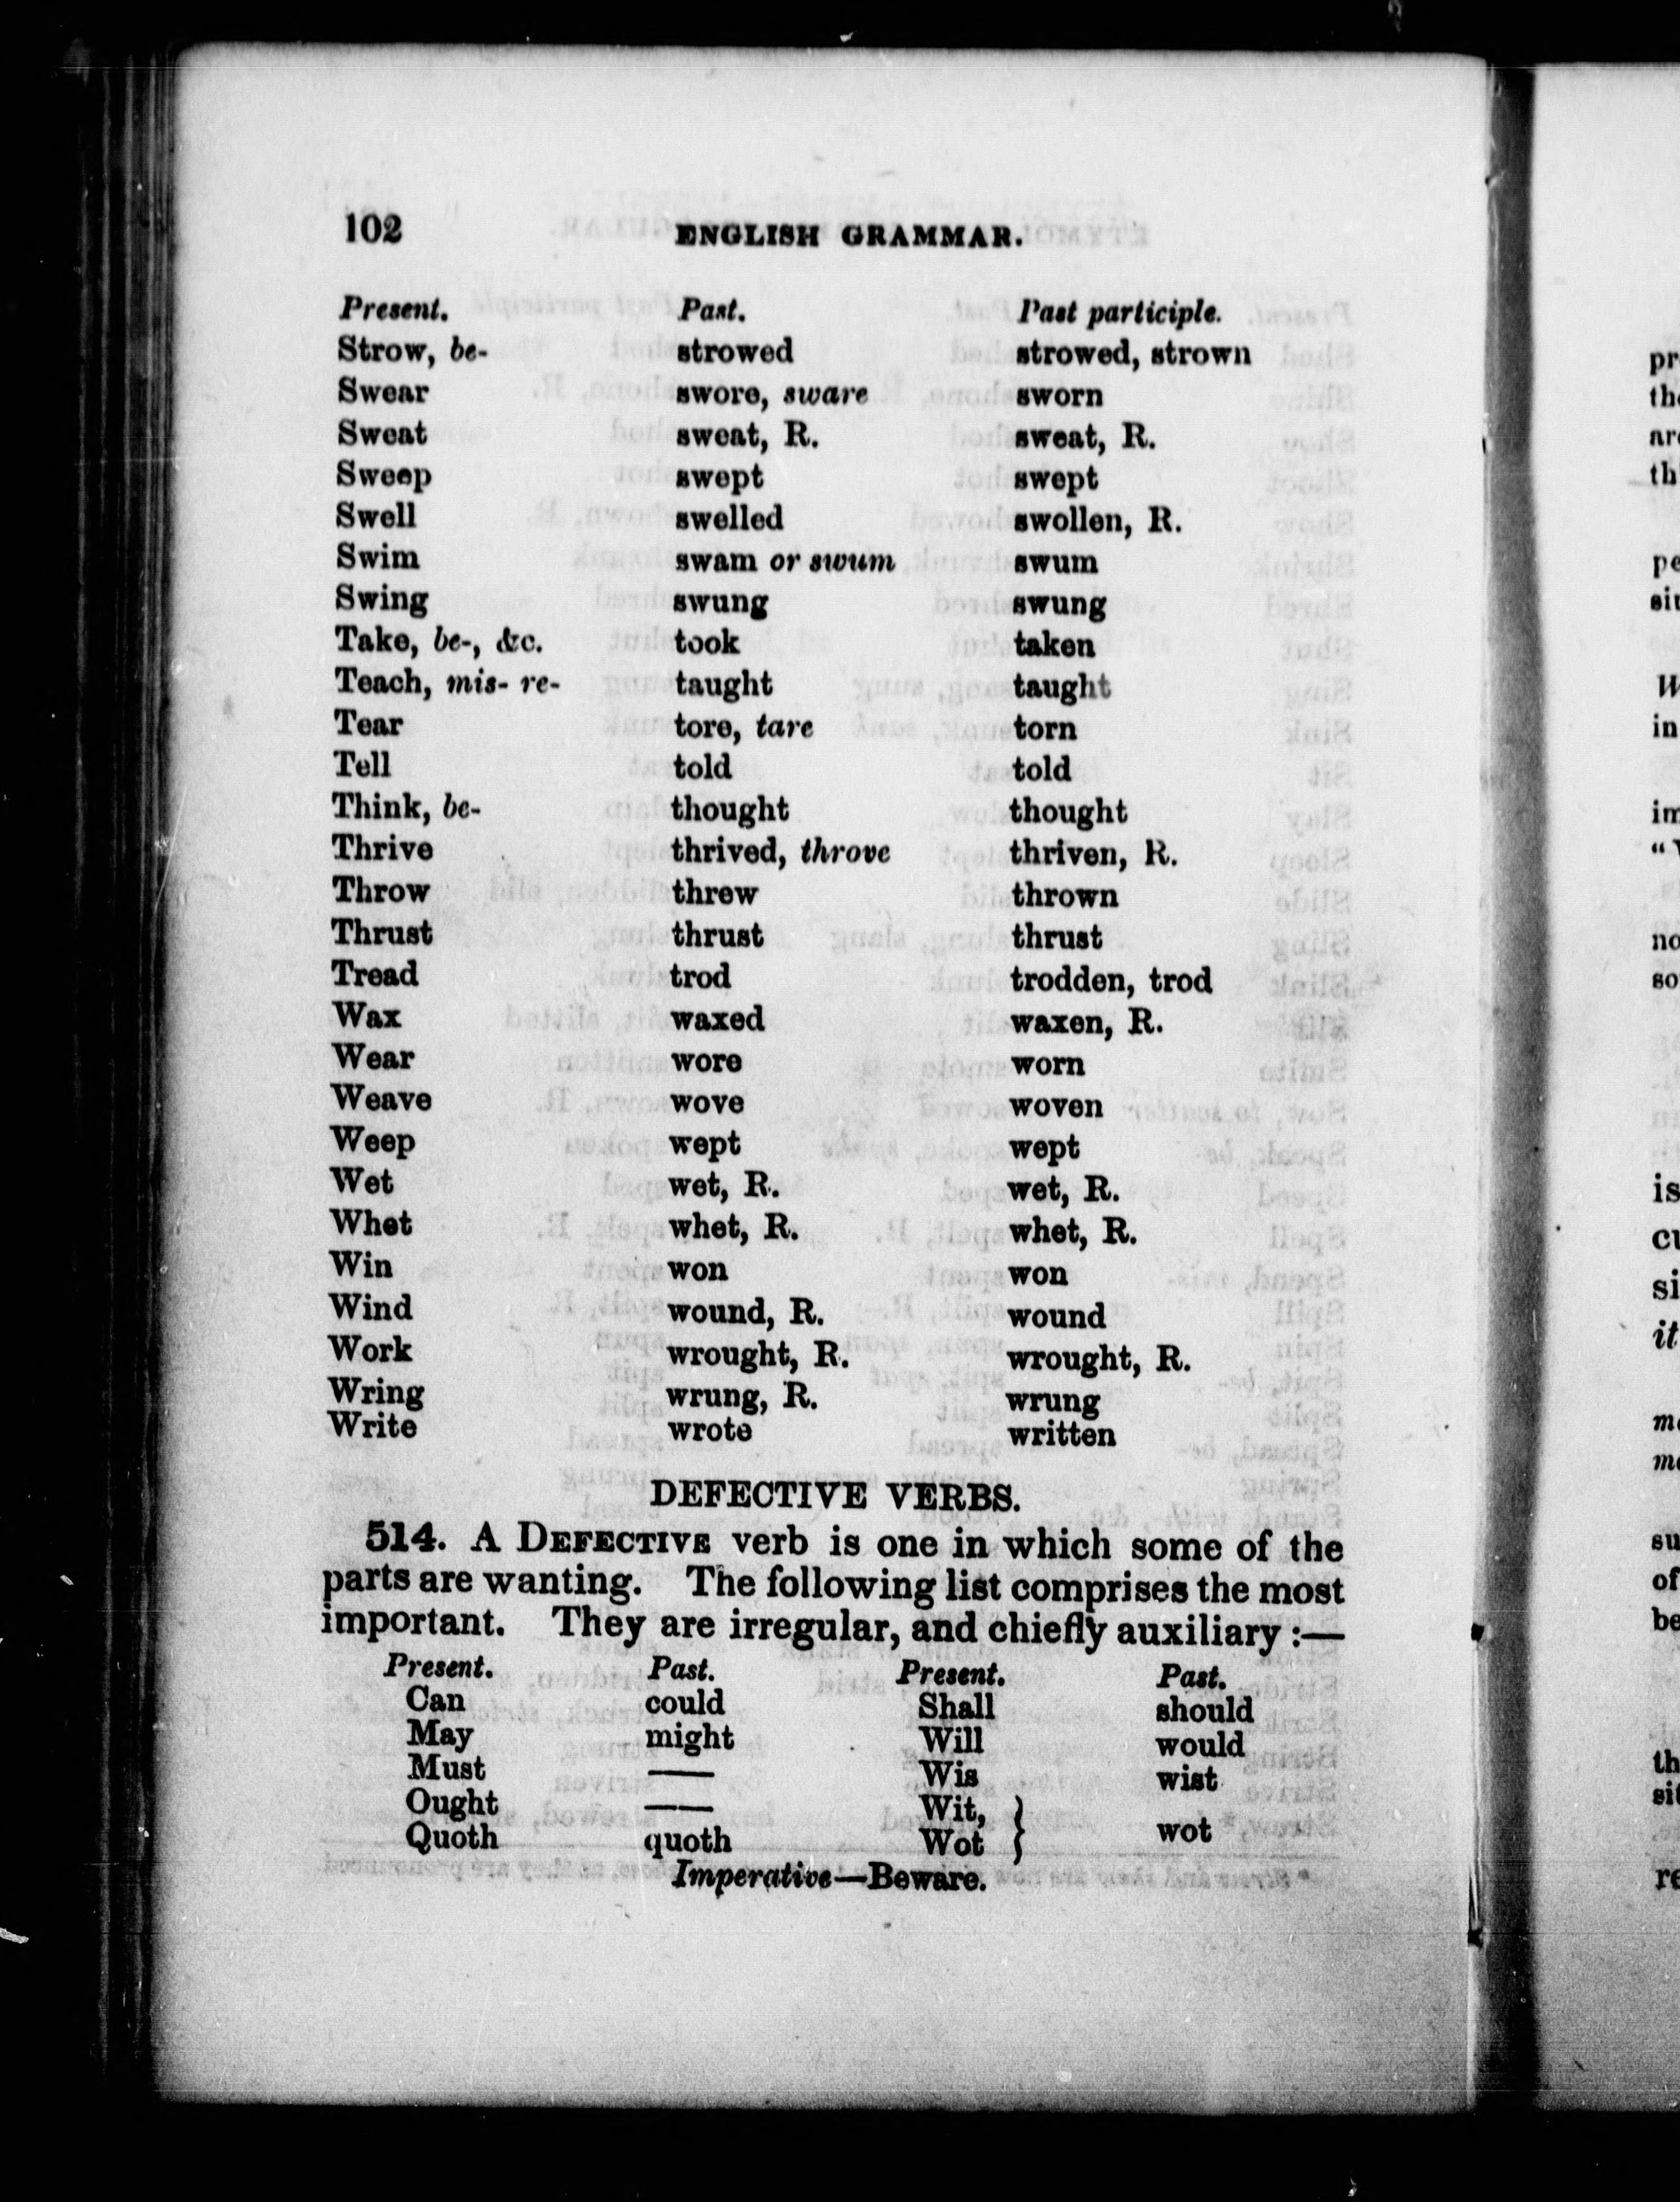 102 ENGLISH GRAMMAR.
Present. Past. Past participle.
Strow, be- strowed strowed, strown
Swear swore, sware sworn
Sweat sweat, R. sweat, R.
Sweep swept swept
Swell swelled swollen, R.
Swim swam or swum swum
Swing swung swung
Take, be-, &c. took taken
Teach, mis- re- taught taught
Tear tore, tare torn
Tell told told
Think, be- thought thought
Thrive thrived, throve thriven, R.
Throw threw thrown
Thrust thrust thrust
Tread trod trodden, trod
Wax waxed waxen, R.
Wear wore worn
Weave wove woven
Weep wept wept
Wet wet, R. wet, R.
Whet whet, R. whet, R.
Win won won
Wind wound, R. wound
Work wrought, R. wrought, R.
Wring wrung, R. wrung
Write wrote written
DEFECTIVE VERBS.
514. A DEFECTIVE verb is one in which some of the
parts are wanting. The following list comprises the most
important. They are irregular, and chiefly auxiliary :—
Present. Past. Present. Past.
Can could Shall should
May might Will would
Must — Wis wist
Ought — Wit, } wot
Quoth quoth Wot }
Imperative—Beware.